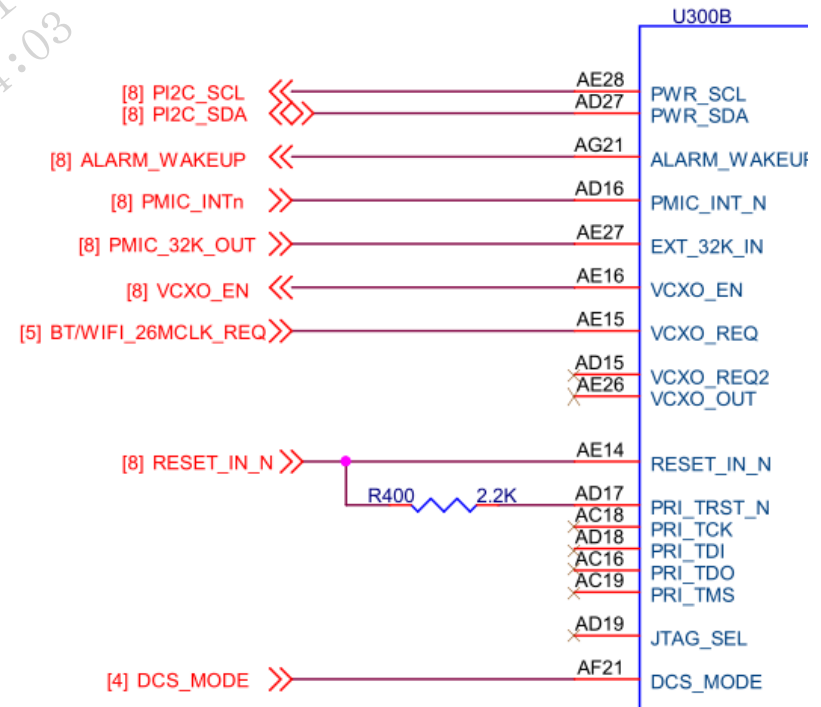 U300B
[8] PI2C_SCL AE28 PWR_SCL
[8] PI2C_SDA AD27 PWR_SDA
[8] ALARM_WAKEUP AG21 ALARM_WAKEUP
[8] PMIC_INTn AD16 PMIC_INT_N
[8] PMIC_32K_OUT AE27 EXT_32K_IN
[8] VCXO_EN AE16 VCXO_EN
[5] BT/WIFI_26MCLK_REQ AE15 VCXO_REQ
AD15 VCXO_REQ2
AE26 VCXO_OUT
[8] RESET_IN_N AE14 RESET_IN_N
R400 2.2K AD17 PRI_TRST_N
AC18 PRI_TCK
AD18 PRI_TDI
AC16 PRI_TDO
AC19 PRI_TMS
AD19 JTAG_SEL
[4] DCS_MODE AF21 DCS_MODE